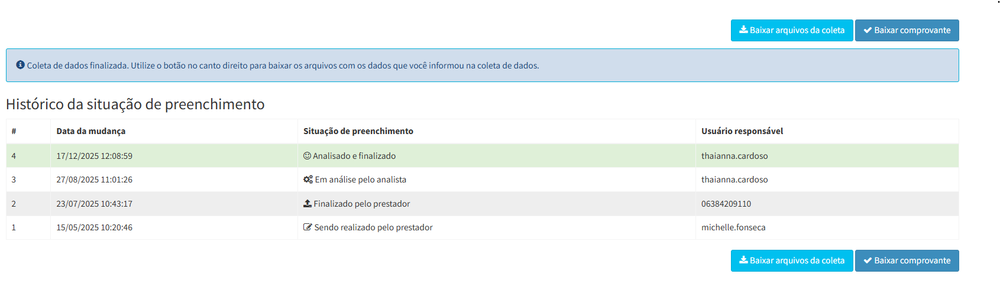 Baixar arquivos da coleta Baixar comprovante
Coleta de dados finalizada. Utilize o botão no canto direito para baixar os arquivos com os dados que você informou na coleta de dados.
Histórico da situação de preenchimento
# Data da mudança Situação de preenchimento Usuário responsável
4 17/12/2025 12:08:59 Analisado e finalizado thaianna.cardoso
3 27/08/2025 11:01:26 Em análise pelo analista thaianna.cardoso
2 23/07/2025 10:43:17 Finalizado pelo prestador 06384209110
1 15/05/2025 10:20:46 Sendo realizado pelo prestador michelle.fonseca
Baixar arquivos da coleta Baixar comprovante